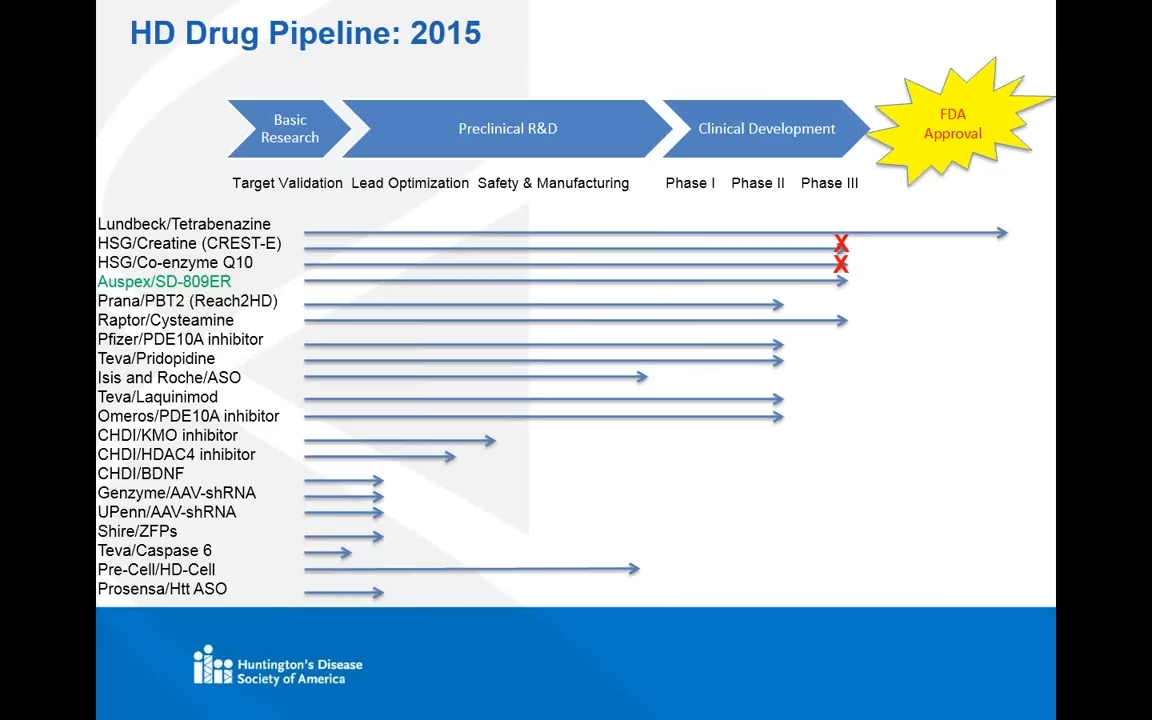 HD Drug Pipeline: 2015
Basic
Research
Preclinical R&D
Clinical Development
FDA
Approval
Target Validation Lead Optimization Safety & Manufacturing Phase I Phase II Phase III
Lundbeck/Tetrabenazine
HSG/Creatine (CREST-E)
X
HSG/Co-enzyme Q10
X
Auspex/SD-809ER
Prana/PBT2 (Reach2HD)
Raptor/Cysteamine
Pfizer/PDE10A inhibitor
Teva/Pridopidine
Isis and Roche/ASO
Teva/Laquinimod
Omeros/PDE10A inhibitor
CHDI/KMO inhibitor
CHDI/HDAC4 inhibitor
CHDI/BDNF
Genzyme/AAV-shRNA
UPenn/AAV-shRNA
Shire/ZFPs
Teva/Caspase 6
Pre-Cell/HD-Cell
Prosensa/Htt ASO
Huntington's Disease
Society of America